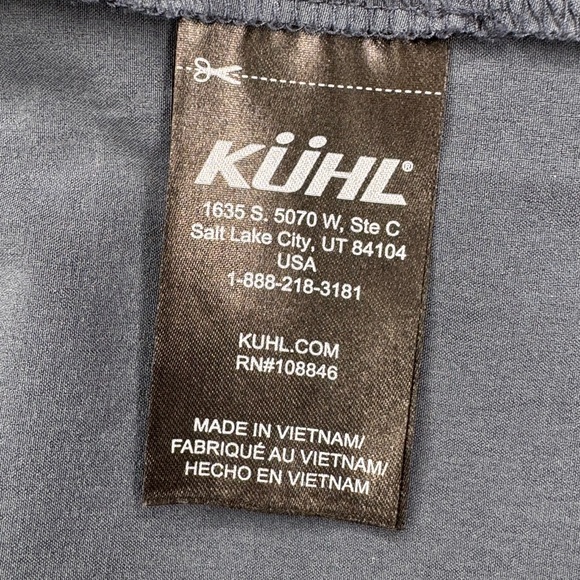 KÜHL®
1635 S. 5070 W, Ste C
Salt Lake City, UT 84104
USA
1-888-218-3181
KUHL.COM
RN#108846
MADE IN VIETNAM/
FABRIQUÉ AU VIETNAM/
HECHO EN VIETNAM